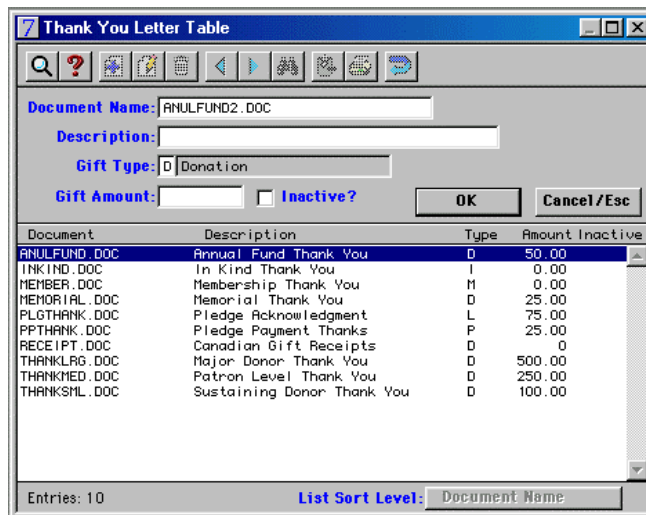 7 Thank You Letter Table
Document Name: ANULFUND2.DOC
Description:
Gift Type: D Donation
Gift Amount: Inactive?
OK Cancel/Esc
Document Description Type Amount Inactive
ANULFUND.DOC Annual Fund Thank You D 50.00
INKIND.DOC In Kind Thank You I 0.00
MEMBER.DOC Membership Thank You M 0.00
MEMORIAL.DOC Memorial Thank You D 25.00
PLGTHANK.DOC Pledge Acknowledgment L 75.00
PPTHANK.DOC Pledge Payment Thanks P 25.00
RECEIPT.DOC Canadian Gift Receipts D 0
THANKLRG.DOC Major Donor Thank You D 500.00
THANKMED.DOC Patron Level Thank You D 250.00
THANKSML.DOC Sustaining Donor Thank You D 100.00
Entries: 10 List Sort Level: Document Name